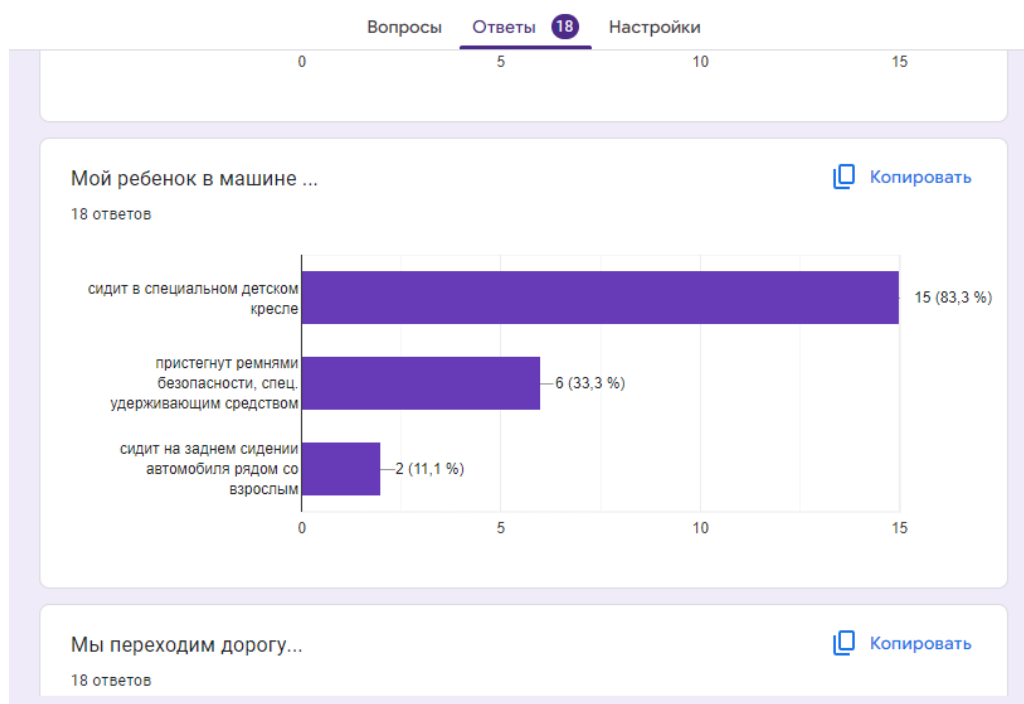 Вопросы Ответы 18 Настройки
0 5 10 15
Мой ребенок в машине ...
Копировать
18 ответов
сидит в специальном детском
кресле
15 (83,3 %)
пристегнут ремнями
безопасности, спец.
удерживающим средством
6 (33,3 %)
сидит на заднем сидении
автомобиля рядом со
взрослым
2 (11,1 %)
0 5 10 15
Мы переходим дорогу...
Копировать
18 ответов